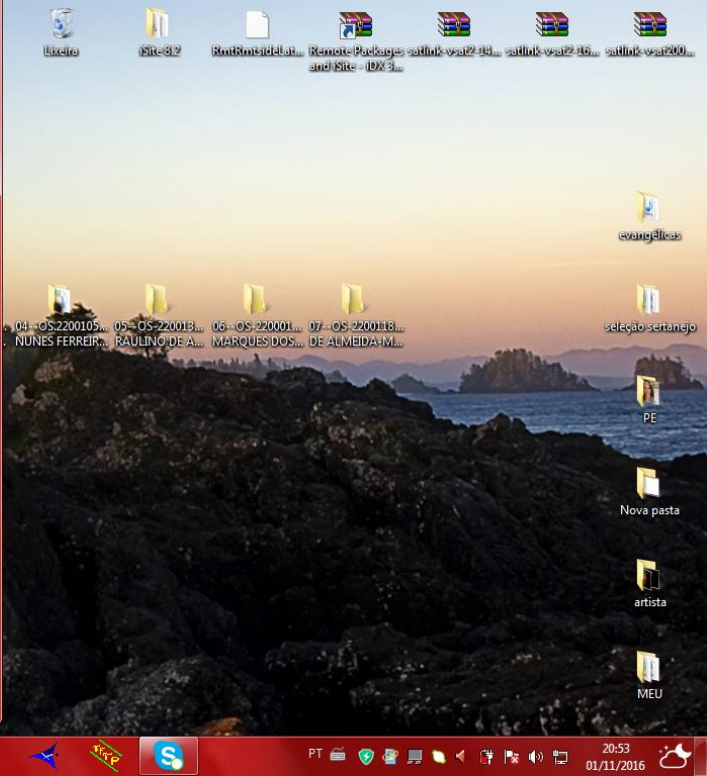 Lixeira
iSite 8.2
RmtRmtsideLat...
Remote Packages
and iSite - iDX 3...
satlink-vsat2-14...
satlink-vsat2-16...
satlink-vsat200...
evangélicas
04--OS.2200105...
NUNES FERREIR...
05--OS-220013...
RAULINO DE A...
06--OS-220001...
MARQUES DOS...
07--OS-2200118...
DE ALMEIDA-M...
seleção sertanejo
PE
Nova pasta
artista
MEU
PT
20:53
01/11/2016